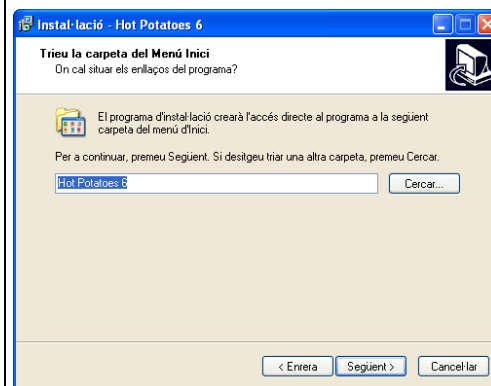 Instal·lació - Hot Potatoes 6
Trieu la carpeta del Menú Inici
On cal situar els enllaços del programa?
El programa d'instal·lació crearà l'accés directe al programa a la següent
carpeta del menú d'Inici.
Per a continuar, premeu Següent. Si desitgeu triar una altra carpeta, premeu Cercar.
Hot Potatoes 6
Cercar...
< Enrera
Següent >
Cancel·lar